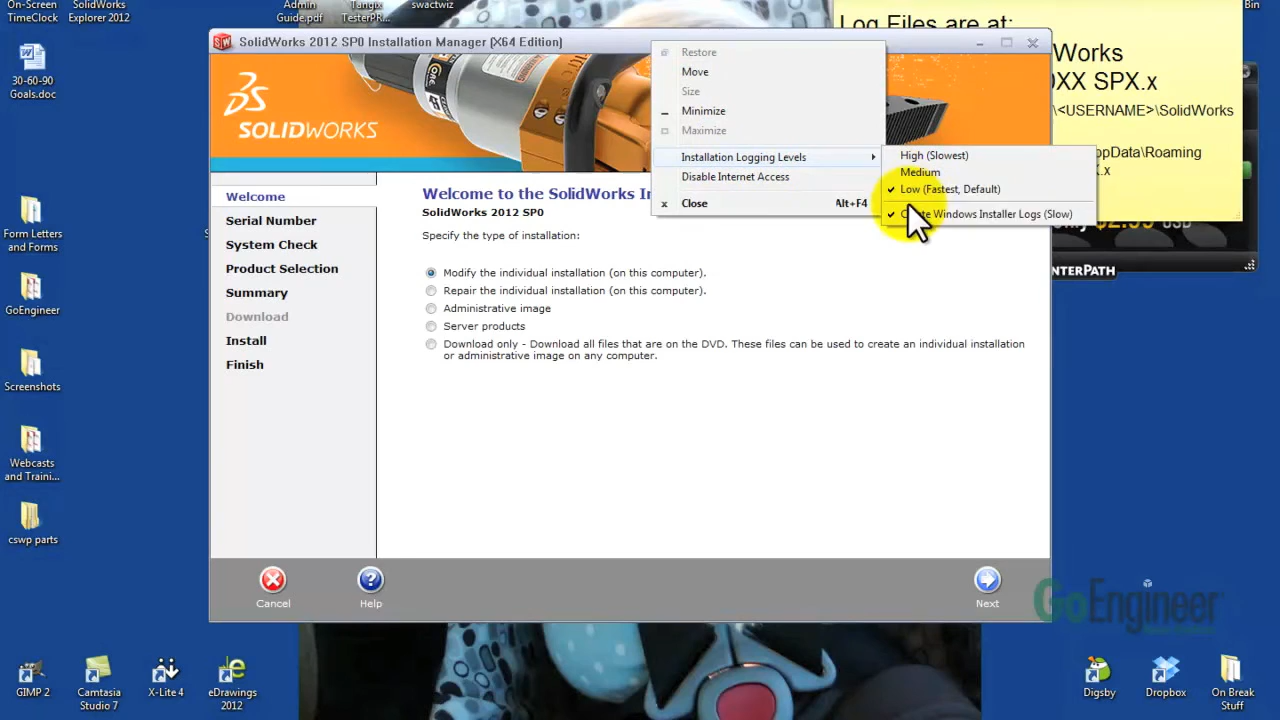 On-Screen
TimeClock
SolidWorks
Explorer 2012
Admin
Guide.pdf
Tangix
TesterPR...
swactwiz
Bin
Log Files are at:
Works
XX SPX.x
\<USERNAME>\SolidWorks
ppData\Roaming
.x
30-60-90
Goals.doc
Form Letters
and Forms
GoEngineer
Screenshots
Webcasts
and Traini...
cswp parts
SolidWorks 2012 SP0 Installation Manager (X64 Edition)
SOLIDWORKS
Restore
Move
Size
Minimize
Maximize
Installation Logging Levels
Disable Internet Access
Close Alt+F4
High (Slowest)
Medium
Low (Fastest, Default)
Windows Installer Logs (Slow)
Welcome
Serial Number
System Check
Product Selection
Summary
Download
Install
Finish
Welcome to the SolidWorks In
SolidWorks 2012 SP0
Specify the type of installation:
Modify the individual installation (on this computer).
Repair the individual installation (on this computer).
Administrative image
Server products
Download only - Download all files that are on the DVD. These files can be used to create an individual installation
or administrative image on any computer.
USD
NTERPATH
Cancel
Help
Next
GoEngineer
GIMP 2
Camtasia
Studio 7
X-Lite 4
eDrawings
2012
Digsby
Dropbox
On Break
Stuff